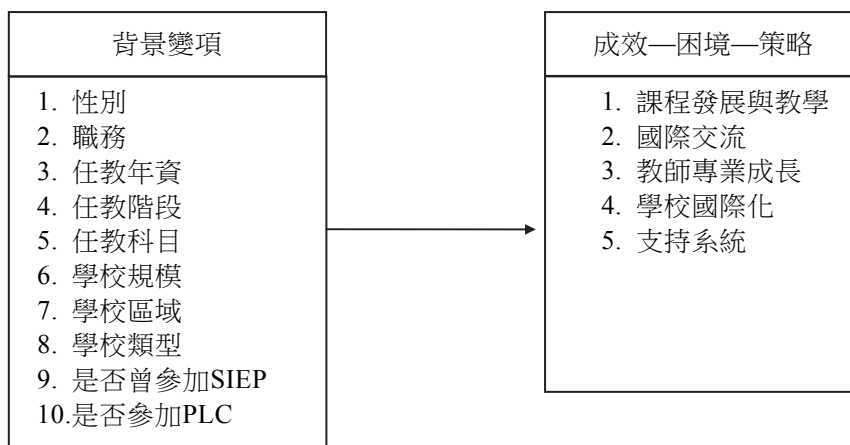 背景變項
1. 性別
2. 職務
3. 任教年資
4. 任教階段
5. 任教科目
6. 學校規模
7. 學校區域
8. 學校類型
9. 是否曾參加SIEP
10.是否參加PLC
成效—困境—策略
1. 課程發展與教學
2. 國際交流
3. 教師專業成長
4. 學校國際化
5. 支持系統